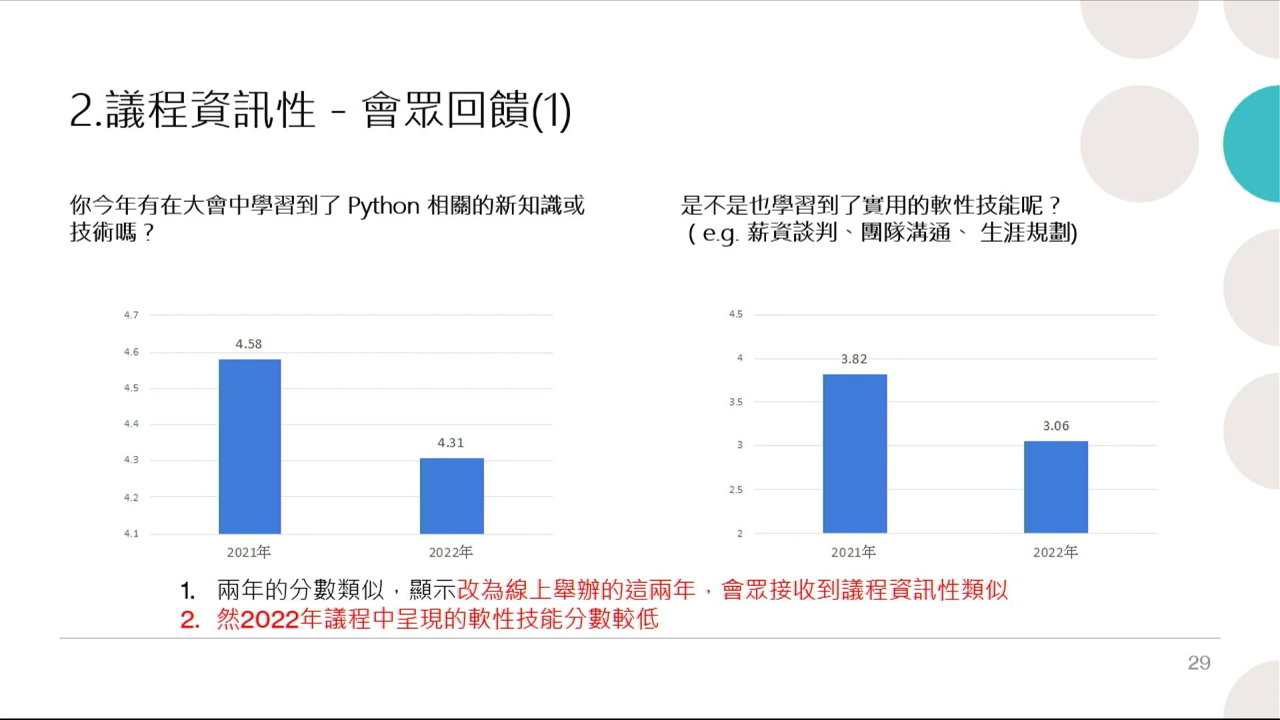 2.議程資訊性 - 會眾回饋(1)
你今年有在大會中學習到了 Python 相關的新知識或
技術嗎？
是不是也學習到了實用的軟性技能呢？
( e.g. 薪資談判、團隊溝通、 生涯規劃)
4.7
4.6
4.5
4.4
4.3
4.2
4.1
4.58
4.31
2021年
2022年
4.5
4
3.5
3
2.5
2
3.82
3.06
2021年
2022年
1. 兩年的分數類似，顯示改為線上舉辦的這兩年，會眾接收到議程資訊性類似
2. 然2022年議程中呈現的軟性技能分數較低
29